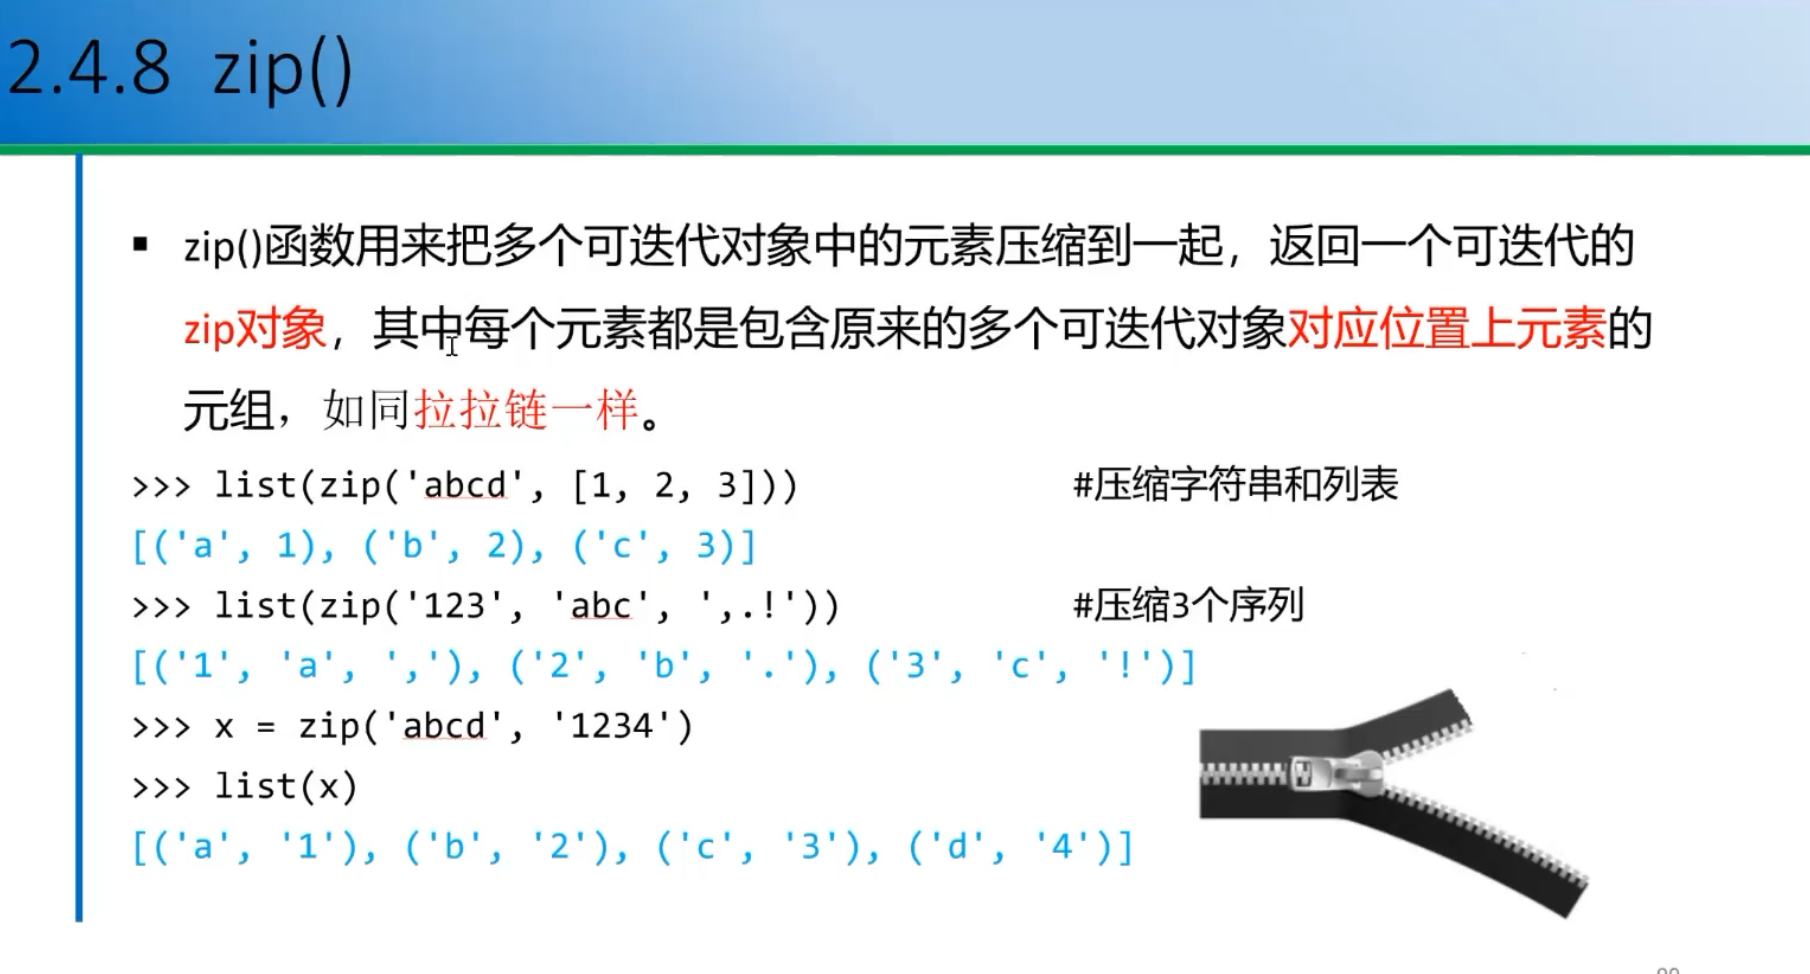 2.4.8 zip()
▪ zip()函数用来把多个可迭代对象中的元素压缩到一起，返回一个可迭代的
zip对象，其中每个元素都是包含原来的多个可迭代对象对应位置上元素的
元组，如同拉拉链一样。
>>> list(zip('abcd', [1, 2, 3])) #压缩字符串和列表
[('a', 1), ('b', 2), ('c', 3)]
>>> list(zip('123', 'abc', ',.!')) #压缩3个序列
[('1', 'a', ','), ('2', 'b', '.'), ('3', 'c', '!')]
>>> x = zip('abcd', '1234')
>>> list(x)
[('a', '1'), ('b', '2'), ('c', '3'), ('d', '4')]